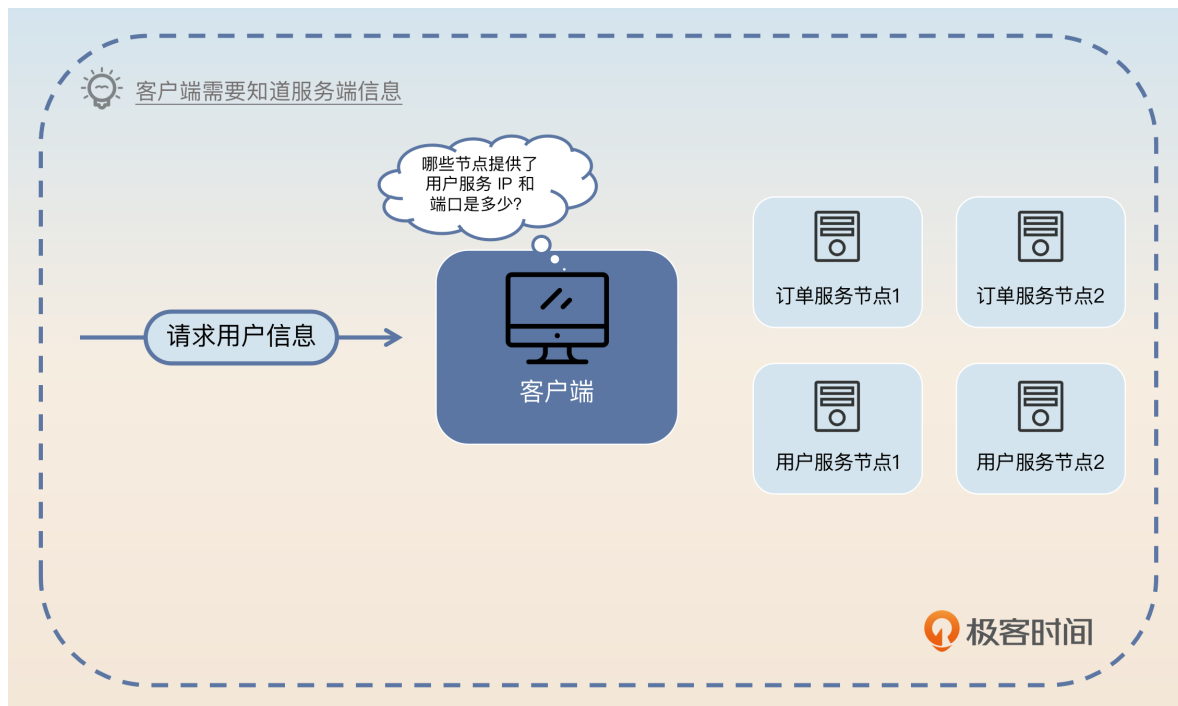 客户端需要知道服务端信息
哪些节点提供了
用户服务 IP 和
端口是多少?
请求用户信息
客户端
订单服务节点1
订单服务节点2
用户服务节点1
用户服务节点2
极客时间